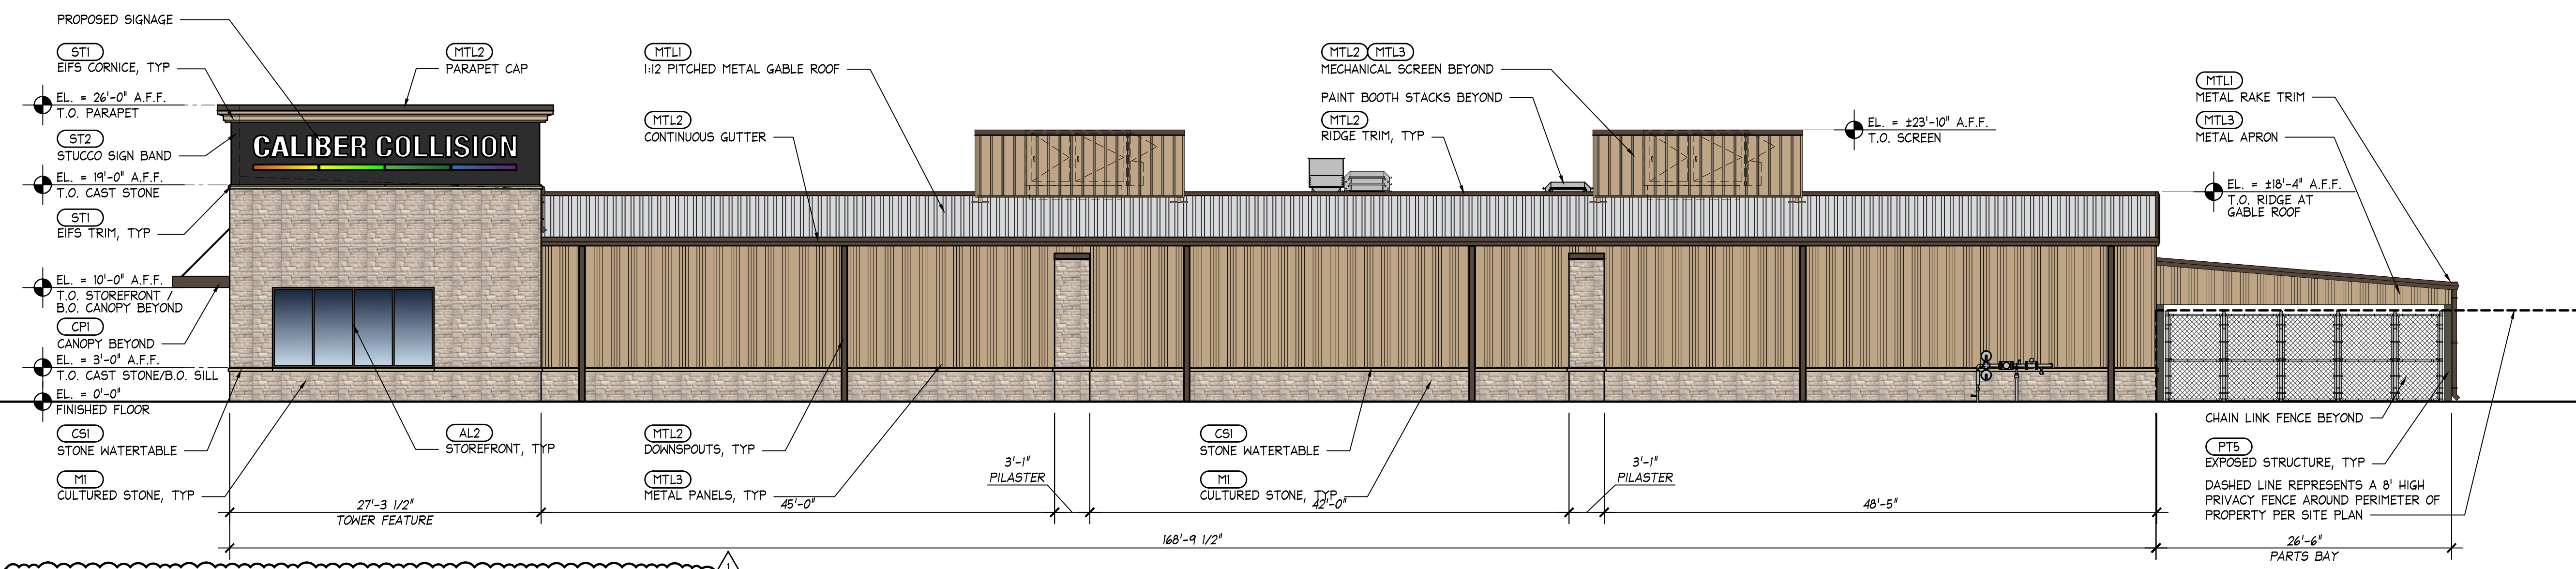 PROPOSED SIGNAGE
ST1
EIFS CORNICE, TYP
EL. = 26'-0" A.F.F.
T.O. PARAPET
ST2
STUCCO SIGN BAND
EL. = 19'-0" A.F.F.
T.O. CAST STONE
ST1
EIFS TRIM, TYP
EL. = 10'-0" A.F.F.
T.O. STOREFRONT /
B.O. CANOPY BEYOND
CP1
CANOPY BEYOND
EL. = 3'-0" A.F.F.
T.O. CAST STONE/B.O. SILL
EL. = 0'-0"
FINISHED FLOOR
CS1
STONE WATERTABLE
M1
CULTURED STONE, TYP
MTL2
PARAPET CAP
CALIBER COLLISION
AL2
STOREFRONT, TYP
MTL1
1:12 PITCHED METAL GABLE ROOF
MTL2
CONTINUOUS GUTTER
MTL2
DOWNSPOUTS, TYP
MTL3
METAL PANELS, TYP
MTL2 MTL3
MECHANICAL SCREEN BEYOND
PAINT BOOTH STACKS BEYOND
MTL2
RIDGE TRIM, TYP
EL. = ±23'-10" A.F.F.
T.O. SCREEN
CS1
STONE WATERTABLE
M1
CULTURED STONE, TYP
MTL1
METAL RAKE TRIM
MTL3
METAL APRON
EL. = ±18'-4" A.F.F.
T.O. RIDGE AT
GABLE ROOF
CHAIN LINK FENCE BEYOND
PT5
EXPOSED STRUCTURE, TYP
DASHED LINE REPRESENTS A 8' HIGH
PRIVACY FENCE AROUND PERIMETER OF
PROPERTY PER SITE PLAN
27'-3 1/2"
TOWER FEATURE
45'-0"
3'-1"
PILASTER
42'-0"
3'-1"
PILASTER
48'-5"
168'-9 1/2"
26'-6"
PARTS BAY
1